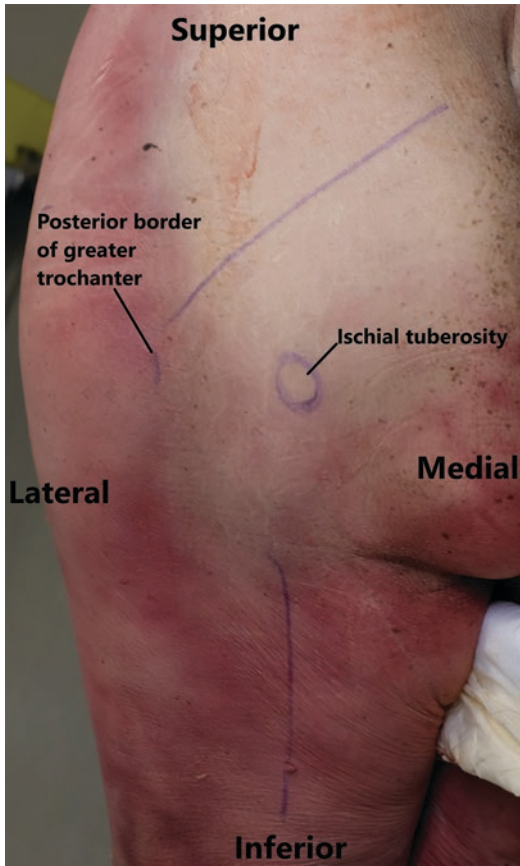 Superior
Posterior border
of greater
trochanter
Ischial tuberosity
Medial
Lateral
Inferior